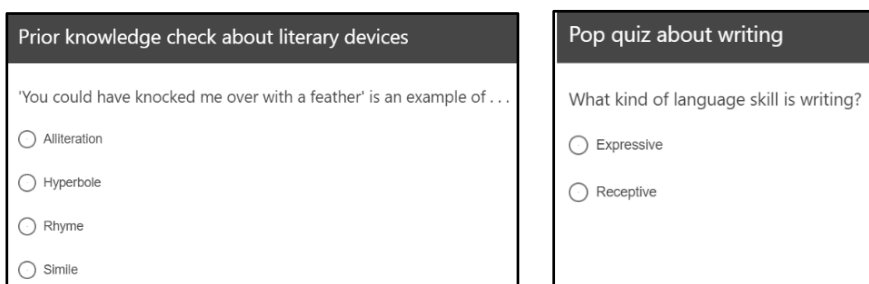 Prior knowledge check about literary devices
'You could have knocked me over with a feather' is an example of . . .
Alliteration
Hyperbole
Rhyme
Simile
Pop quiz about writing
What kind of language skill is writing?
Expressive
Receptive